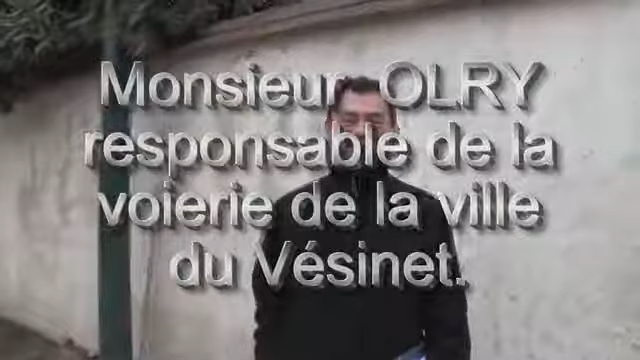 Monsieur OLRY
responsable de la
voierie de la ville
du Vésinet.